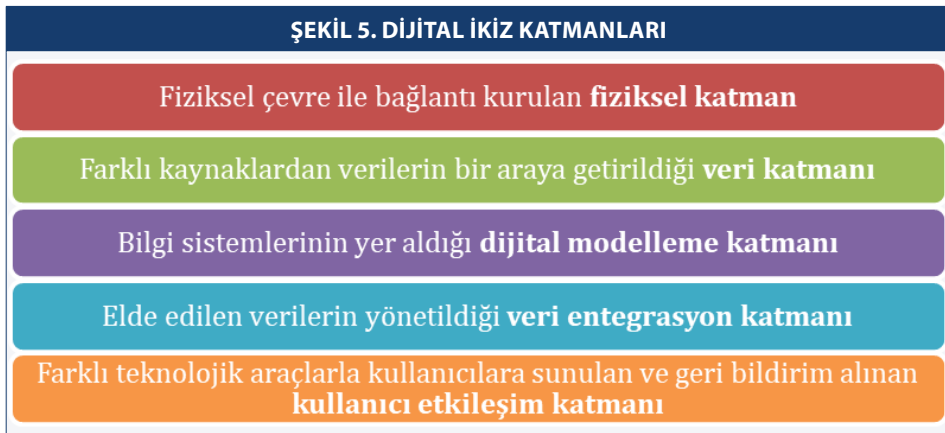 ŞEKİL 5. DİJİTAL İKİZ KATMANLARI
Fiziksel çevre ile bağlantı kurulan fiziksel katman
Farklı kaynaklardan verilerin bir araya getirildiği veri katmanı
Bilgi sistemlerinin yer aldığı dijital modelleme katmanı
Elde edilen verilerin yönetildiği veri entegrasyon katmanı
Farklı teknolojik araçlarla kullanıcılara sunulan ve geri bildirim alınan
kullanıcı etkileşim katmanı